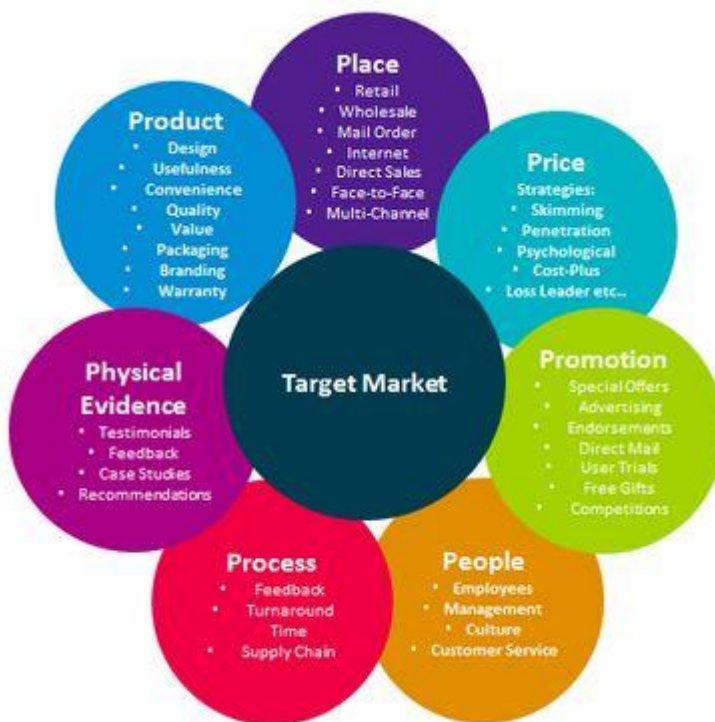 Place
• Retail
• Wholesale
• Mail Order
• Internet
• Direct Sales
• Face-to-Face
• Multi-Channel
Product
• Design
• Usefulness
• Convenience
• Quality
• Value
• Packaging
• Branding
• Warranty
Price
Strategies:
• Skimming
• Penetration
• Psychological
• Cost-Plus
• Loss Leader etc..
Target Market
Physical
Evidence
• Testimonials
• Feedback
• Case Studies
• Recommendations
Promotion
• Special Offers
• Advertising
• Endorsements
• Direct Mail
• User Trials
• Free Gifts
• Competitions
Process
• Feedback
• Turnaround
Time
• Supply Chain
People
• Employees
• Management
• Culture
• Customer Service